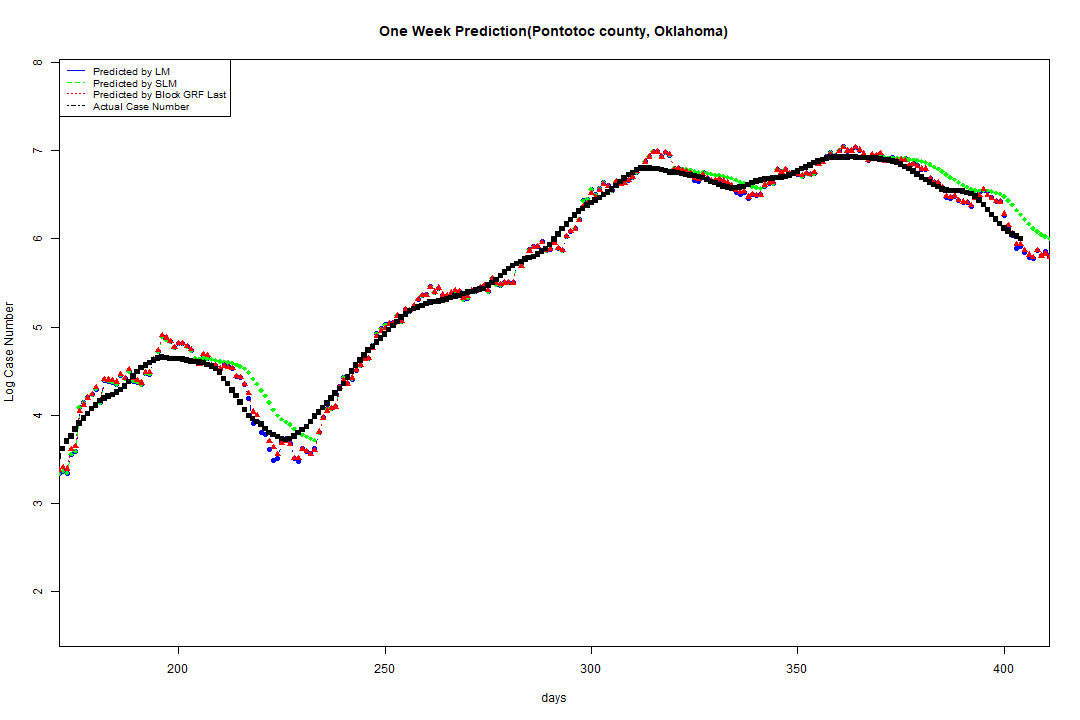 One Week Prediction(Pontotoc county, Oklahoma)
Predicted by LM
Predicted by SLM
Predicted by Block GRF Last
Actual Case Number
Log Case Number
8
7
6
5
4
3
2
200 250 300 350 400
days